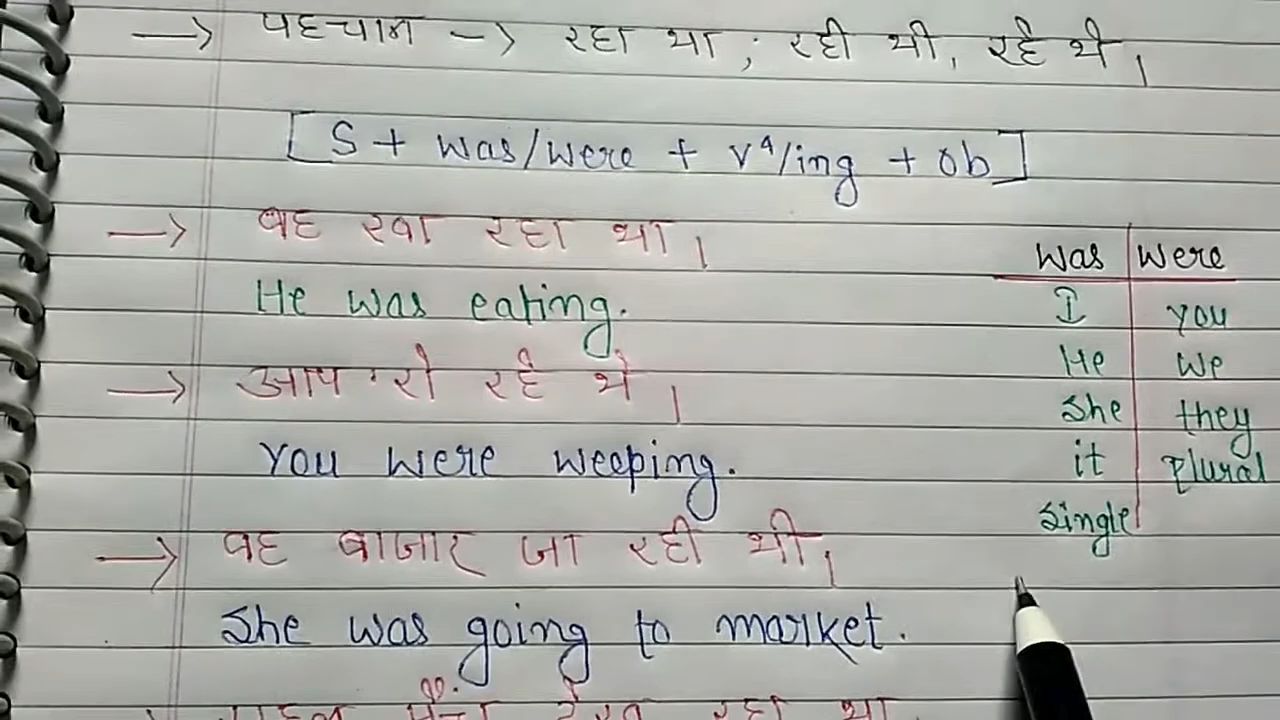 → पहचान -> रहा था ; रही थी, रहे थे |
[ S + was/were + v⁴/ing + ob ]
→ वह खा रहा था |
He was eating.
→ आप रो रहे थे |
You were weeping.
→ वह बाजार जा रही थी |
She was going to market.
देख रहा था
was | were
I | you
He | we
she | they
it | plural
single